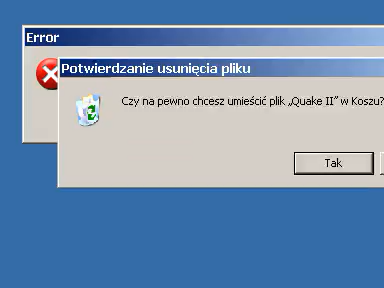 Error
Potwierdzanie usunięcia pliku
Czy na pewno chcesz umieścić plik „Quake II” w Koszu?
Tak